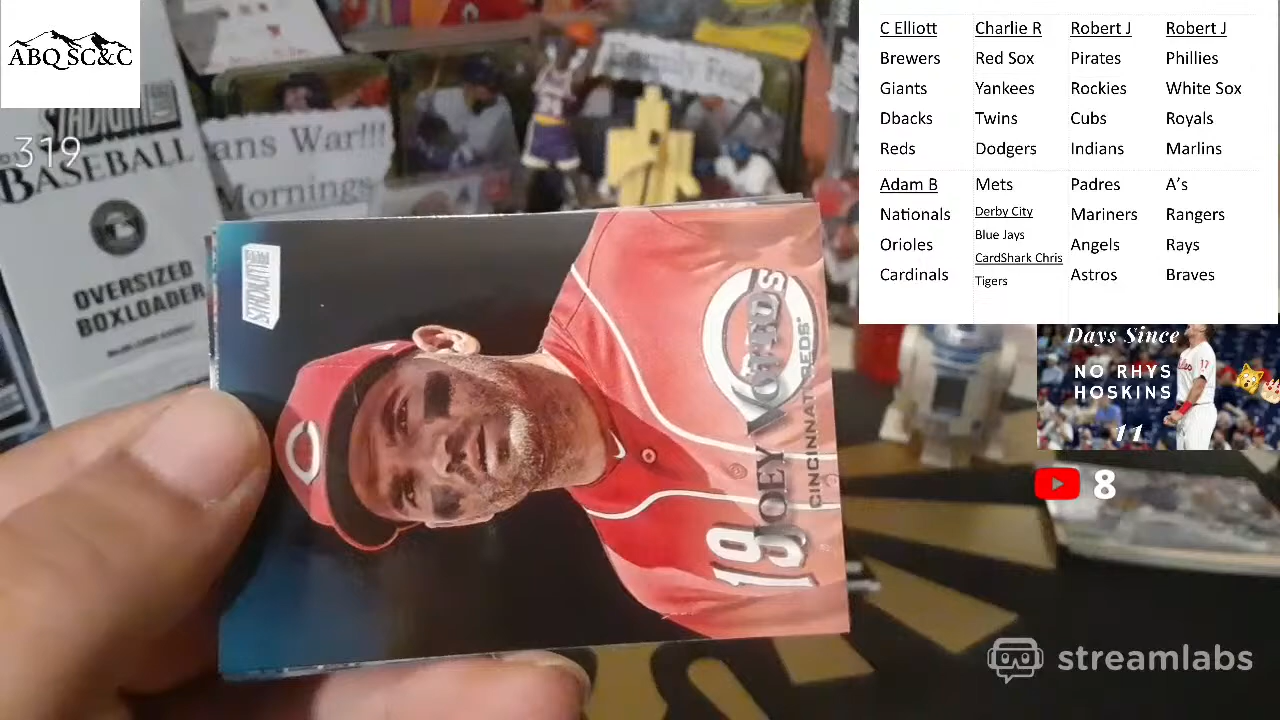 ABQ SC&C
319
STADIUM
BASEBALL
OVERSIZED
BOXLOADER
ans War!!!
Mornings
STADIUM
JOEY VOTTO
CINCINNATI REDS
19
C Elliott
Brewers
Giants
Dbacks
Reds
Adam B
Nationals
Orioles
Cardinals
Charlie R
Red Sox
Yankees
Twins
Dodgers
Mets
Derby City
Blue Jays
CardShark Chris
Tigers
Robert J
Pirates
Rockies
Cubs
Indians
Padres
Mariners
Angels
Astros
Robert J
Phillies
White Sox
Royals
Marlins
A's
Rangers
Rays
Braves
Days Since
NO RHYS
HOSKINS
11
8
streamlabs